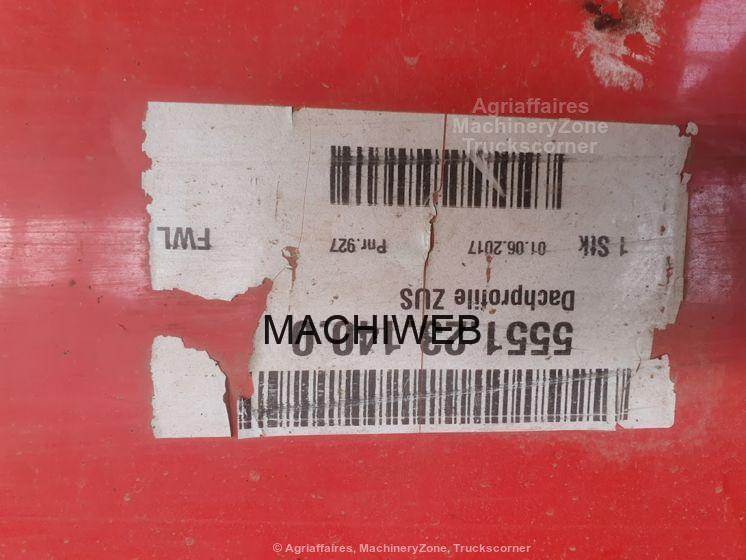 Agriaffaires
MachineryZone
Truckscorner
5551
Dachprofile ZUS
1 Stk 01.06.2017 Pnr.927 FWL
MACHIWEB
© Agriaffaires, MachineryZone, Truckscorner